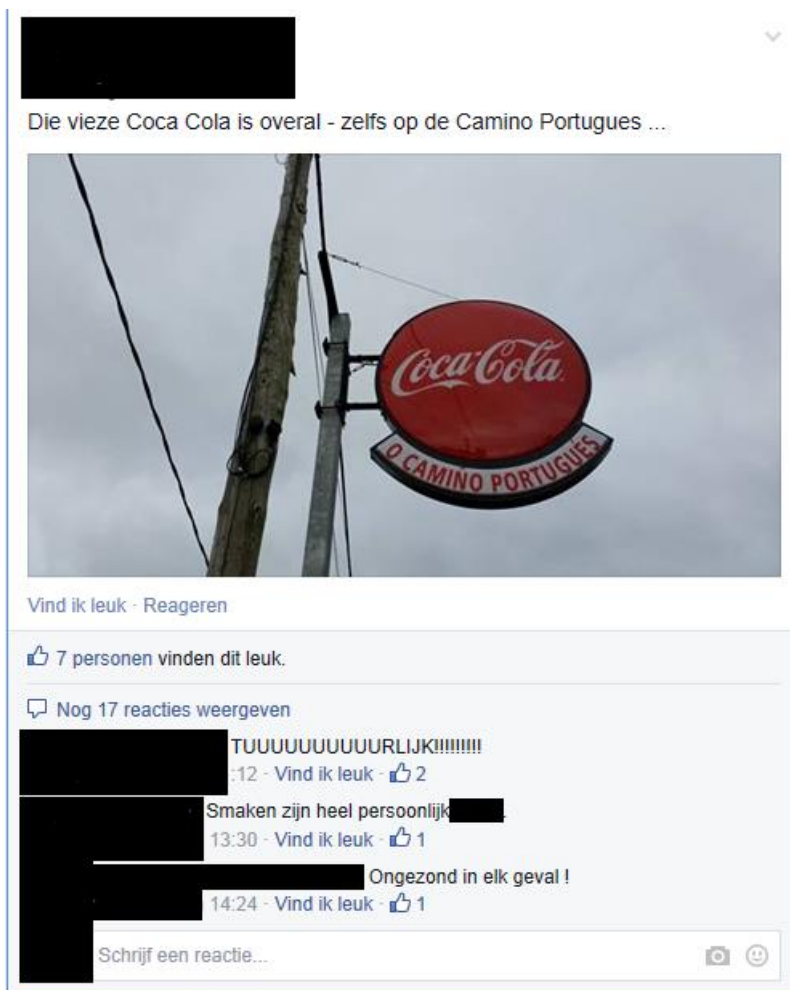 Die vieze Coca Cola is overal - zelfs op de Camino Portugues ...
Coca-Cola
O CAMINO PORTUGUÉS
Vind ik leuk · Reageren
7 personen vinden dit leuk.
Nog 17 reacties weergeven
TUUUUUUUUUURLIJK!!!!!!!!!
:12 · Vind ik leuk · 2
Smaken zijn heel persoonlijk .
13:30 · Vind ik leuk · 1
Ongezond in elk geval !
14:24 · Vind ik leuk · 1
Schrijf een reactie...